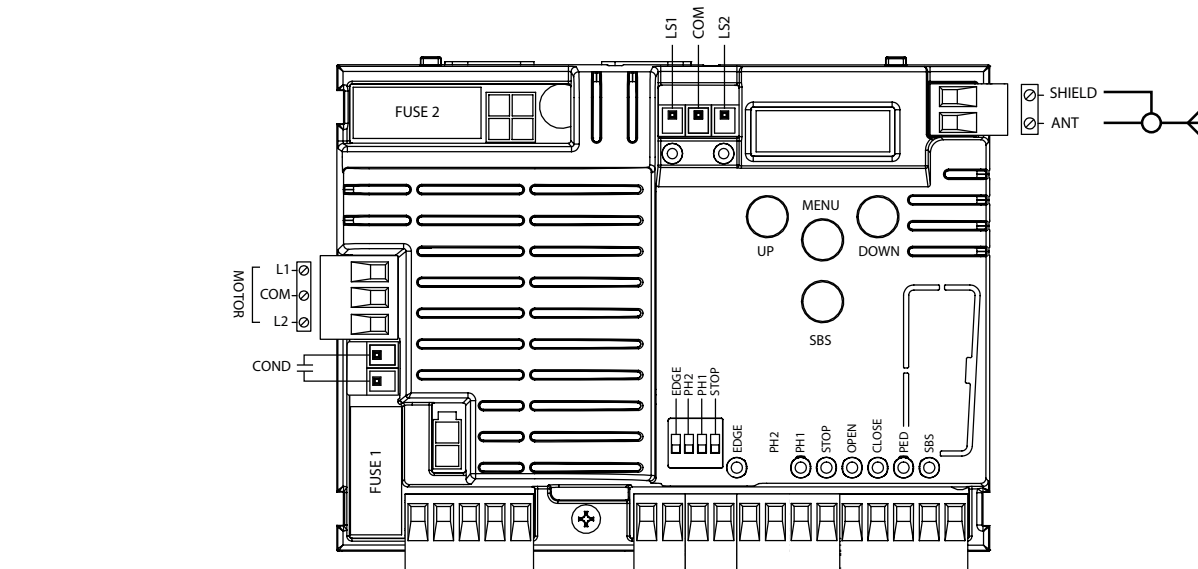 LS1
COM
LS2
FUSE 2
SHIELD
ANT
MENU
UP
DOWN
SBS
MOTOR
L1
COM
L2
COND
EDGE
PH2
PH1
STOP
EDGE
PH2
PH1
STOP
OPEN
CLOSE
PED
SBS
FUSE 1